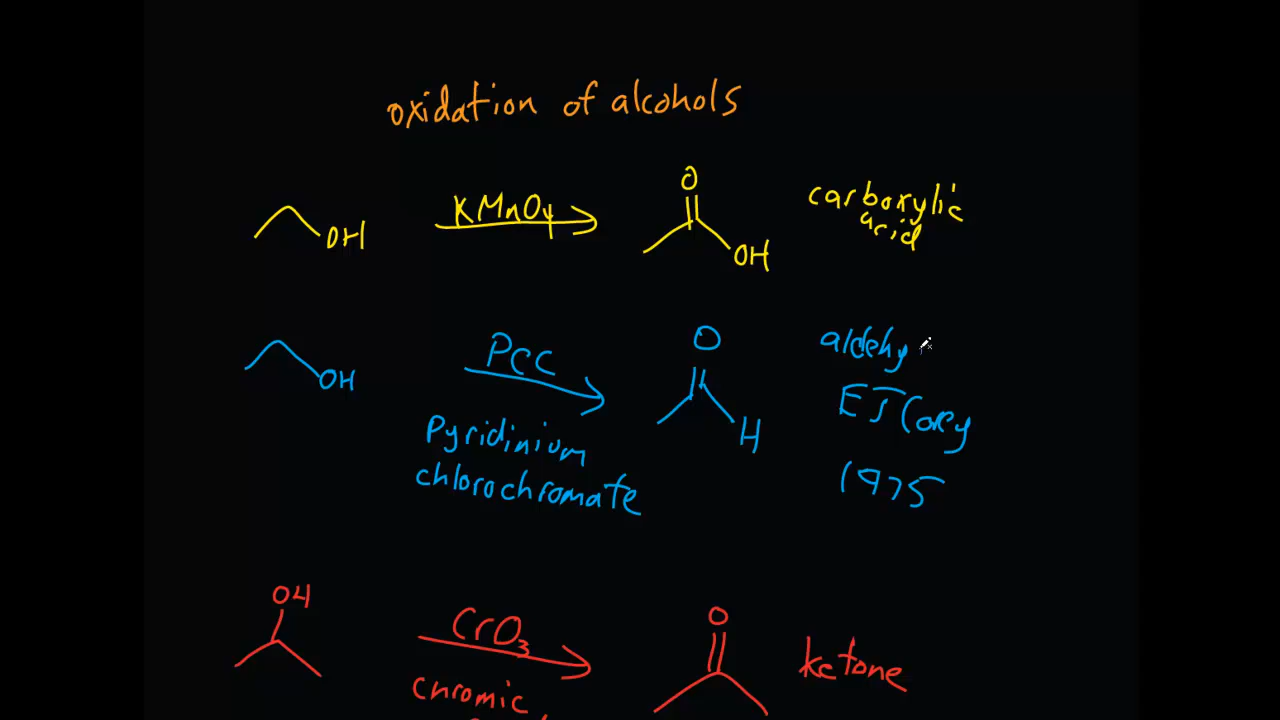 oxidation of alcohols
O
KMnO4
carboxylic
acid
OH
OH
O
PCC
aldehy
OH
EJ Corey
H
Pyridinium
chlorochromate
1975
OH
CrO3
O
ketone
chromic